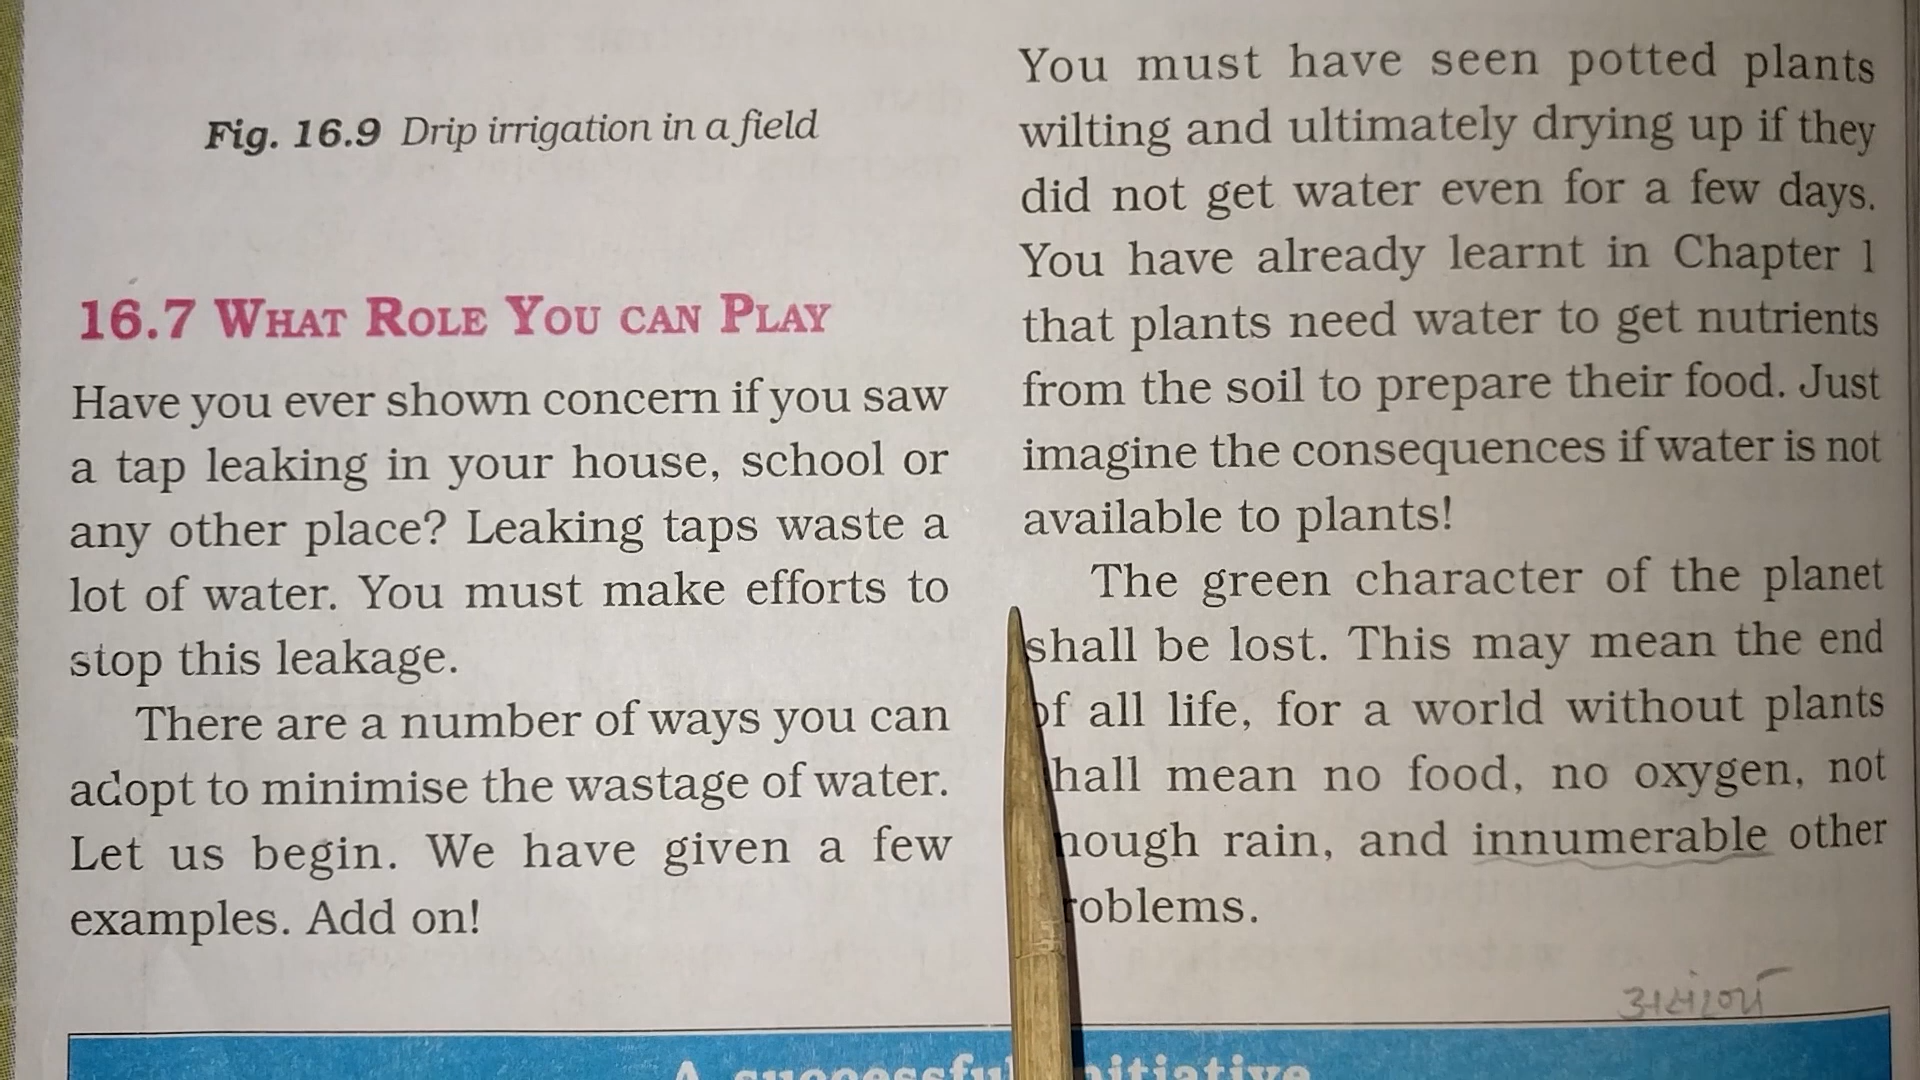 Fig. 16.9 Drip irrigation in a field
16.7 WHAT ROLE YOU CAN PLAY
Have you ever shown concern if you saw
a tap leaking in your house, school or
any other place? Leaking taps waste a
lot of water. You must make efforts to
stop this leakage.
There are a number of ways you can
adopt to minimise the wastage of water.
Let us begin. We have given a few
examples. Add on!
You must have seen potted plants
wilting and ultimately drying up if they
did not get water even for a few days.
You have already learnt in Chapter 1
that plants need water to get nutrients
from the soil to prepare their food. Just
imagine the consequences if water is not
available to plants!
The green character of the planet
shall be lost. This may mean the end
of all life, for a world without plants
hall mean no food, no oxygen, not
nough rain, and innumerable other
roblems.
A successful nitiative